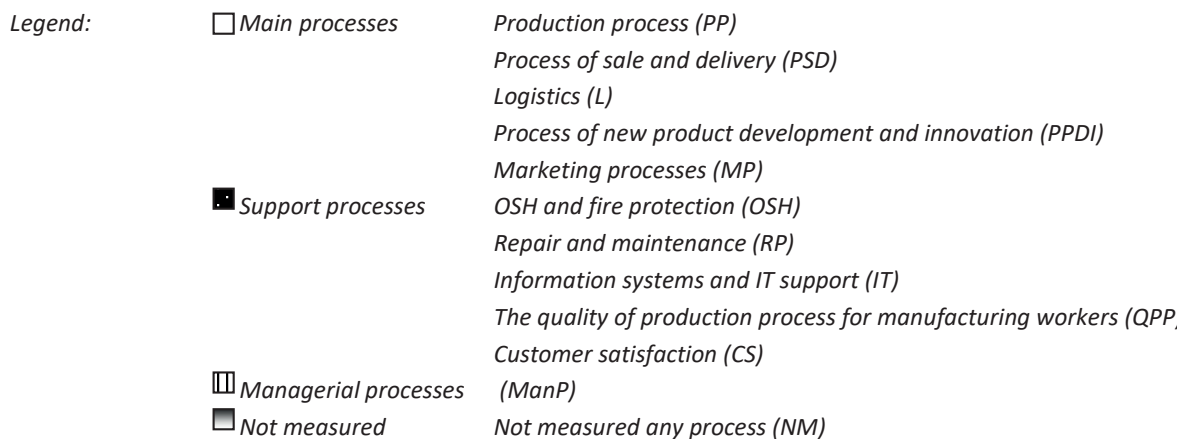 Legend: Main processes Production process (PP)
Process of sale and delivery (PSD)
Logistics (L)
Process of new product development and innovation (PPDI)
Marketing processes (MP)
Support processes OSH and fire protection (OSH)
Repair and maintenance (RP)
Information systems and IT support (IT)
The quality of production process for manufacturing workers (QPP)
Customer satisfaction (CS)
Managerial processes (ManP)
Not measured Not measured any process (NM)